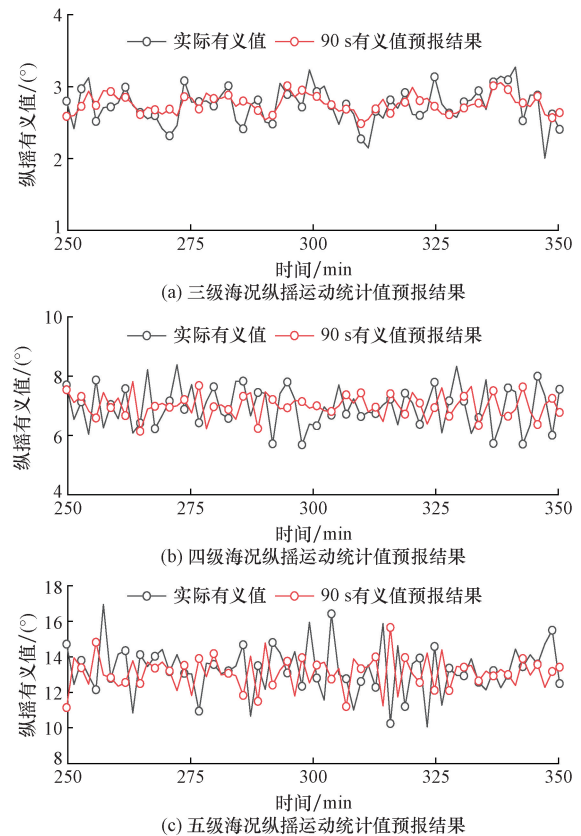 4
实际有义值
90 s有义值预报结果
3
2
1
纵摇有义值/(°)
250
275
300
325
350
时间/min
(a) 三级海况纵摇运动统计值预报结果
10
实际有义值
90 s有义值预报结果
8
6
4
纵摇有义值/(°)
250
275
300
325
350
时间/min
(b) 四级海况纵摇运动统计值预报结果
18
实际有义值
90 s有义值预报结果
16
14
12
10
8
纵摇有义值/(°)
250
275
300
325
350
时间/min
(c) 五级海况纵摇运动统计值预报结果